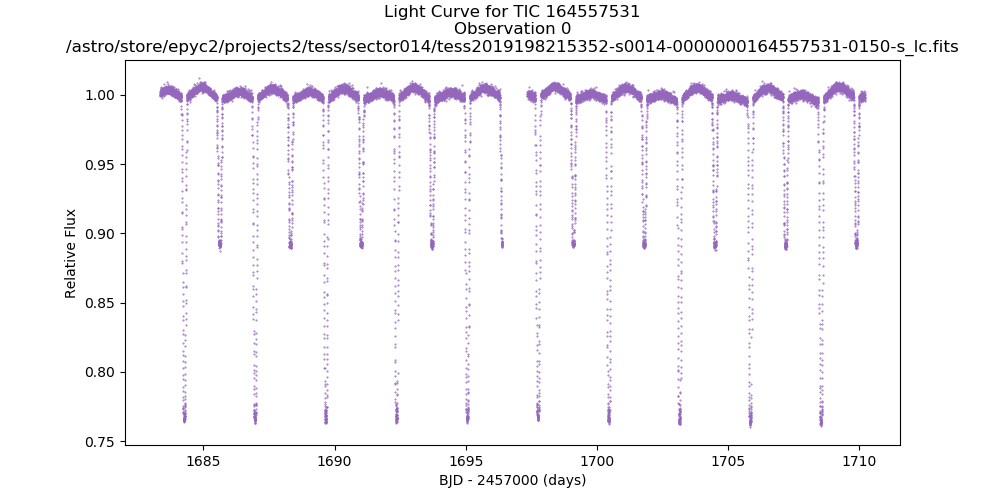 Light Curve for TIC 164557531
Observation 0
/astro/store/epyc2/projects2/tess/sector014/tess2019198215352-s0014-0000000164557531-0150-s_lc.fits
1.00
0.95
0.90
0.85
0.80
0.75
Relative Flux
1685
1690
1695
1700
1705
1710
BJD - 2457000 (days)